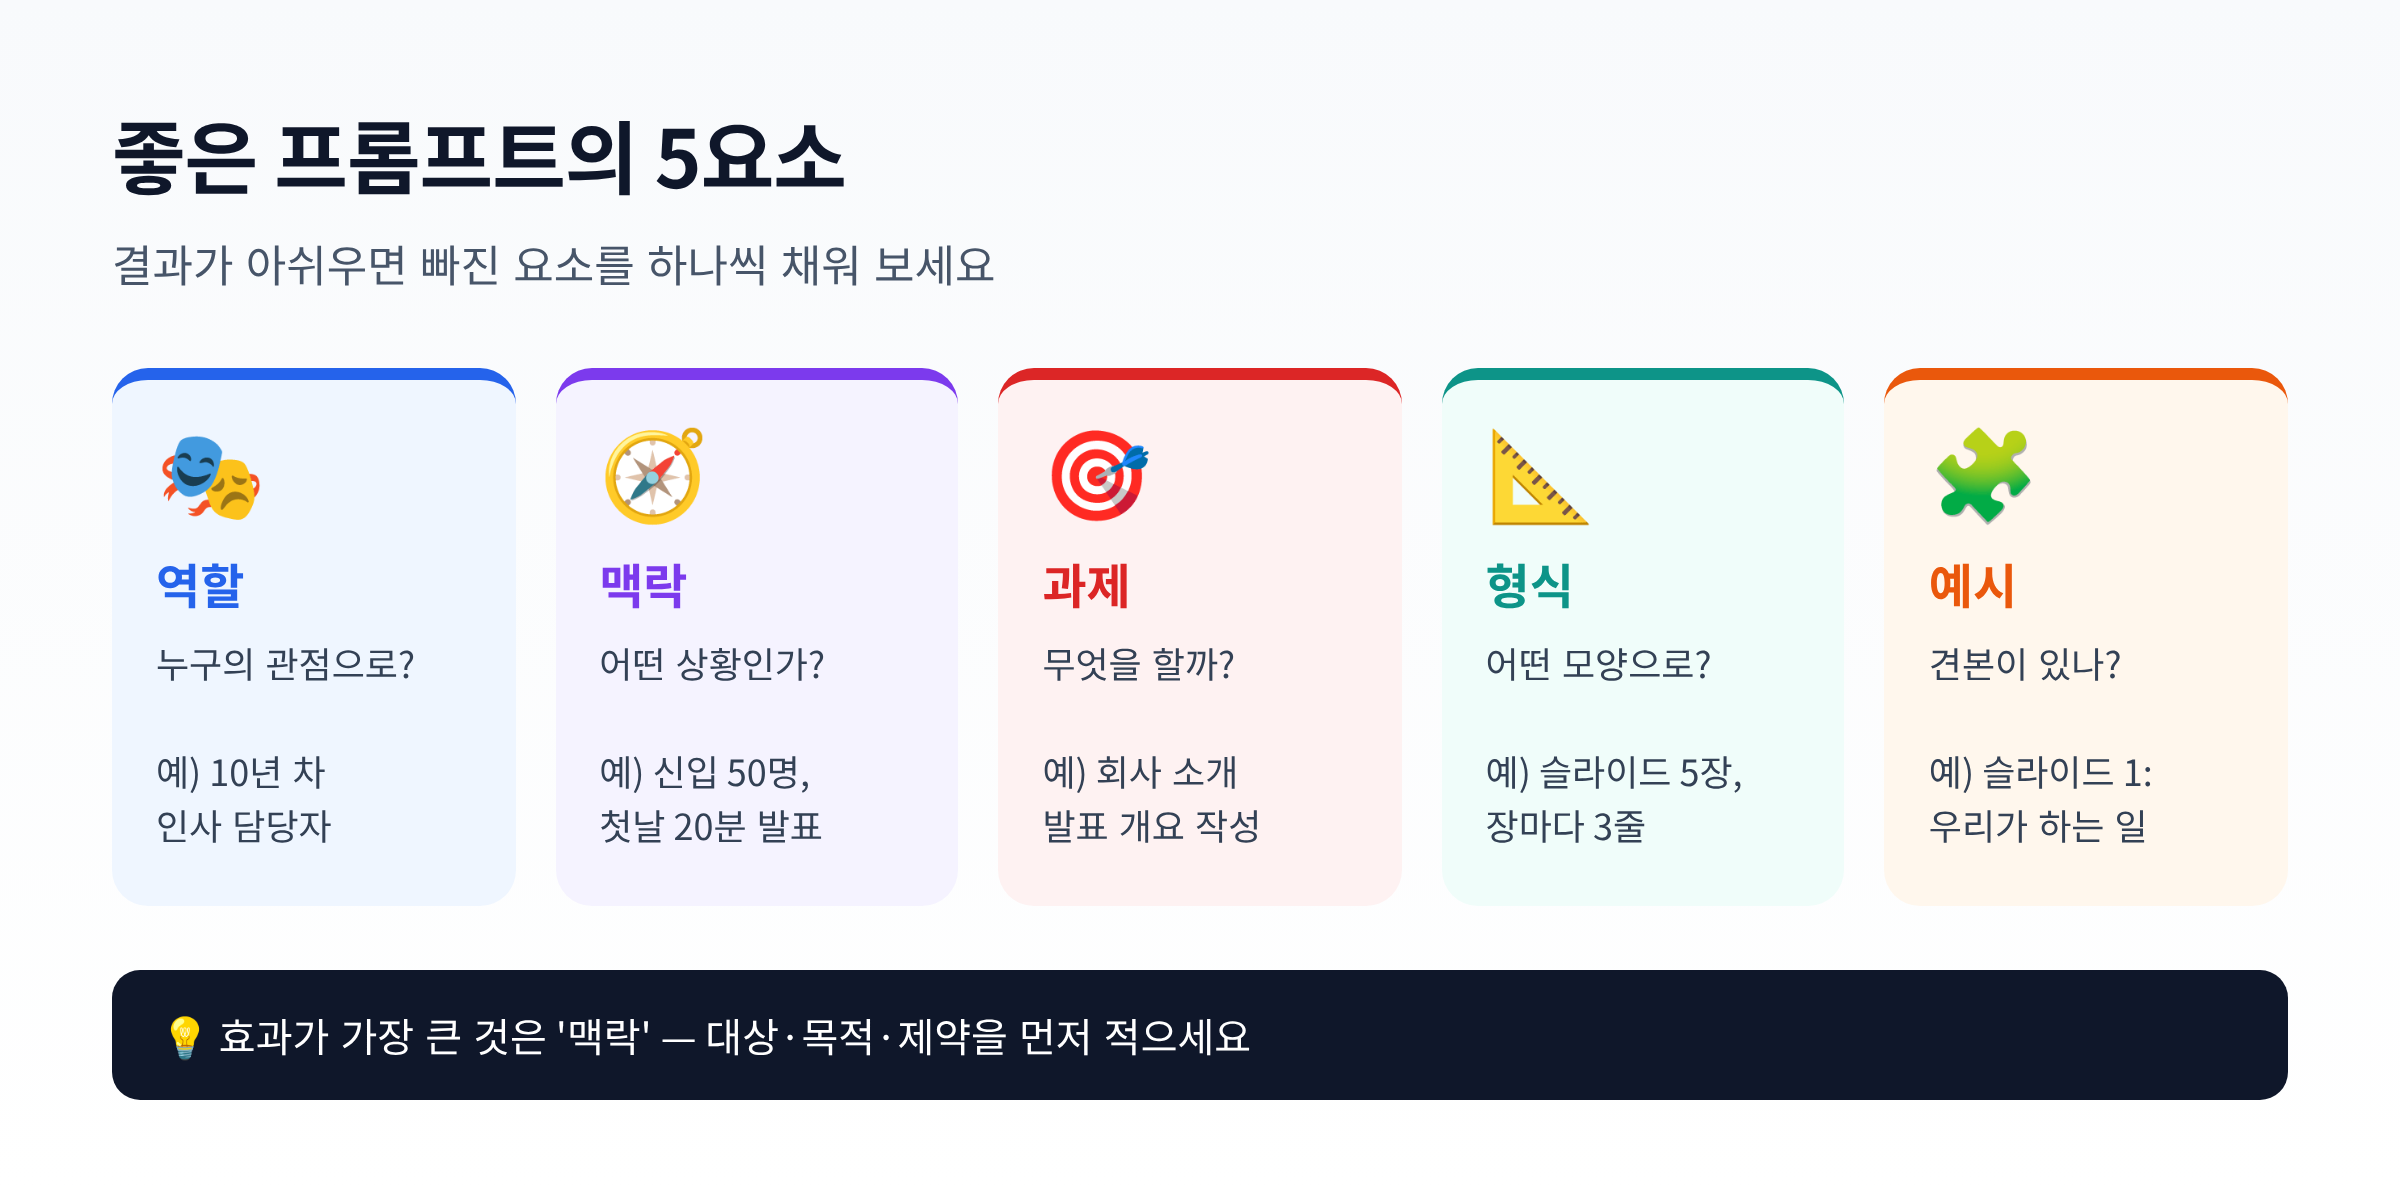 좋은 프롬프트의 5요소
결과가 아쉬우면 빠진 요소를 하나씩 채워 보세요
역할
누구의 관점으로?
예) 10년 차
인사 담당자
맥락
어떤 상황인가?
예) 신입 50명,
첫날 20분 발표
과제
무엇을 할까?
예) 회사 소개
발표 개요 작성
형식
어떤 모양으로?
예) 슬라이드 5장,
장마다 3줄
예시
견본이 있나?
예) 슬라이드 1:
우리가 하는 일
💡 효과가 가장 큰 것은 '맥락' — 대상·목적·제약을 먼저 적으세요